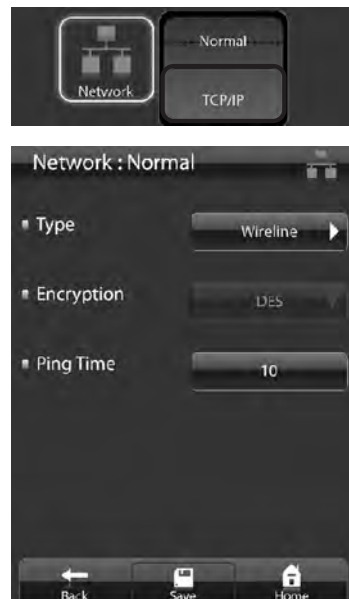 Normal
Network
TCP/IP
Network : Normal
Type
Wireline
Encryption
DES
Ping Time
10
Back
Save
Home